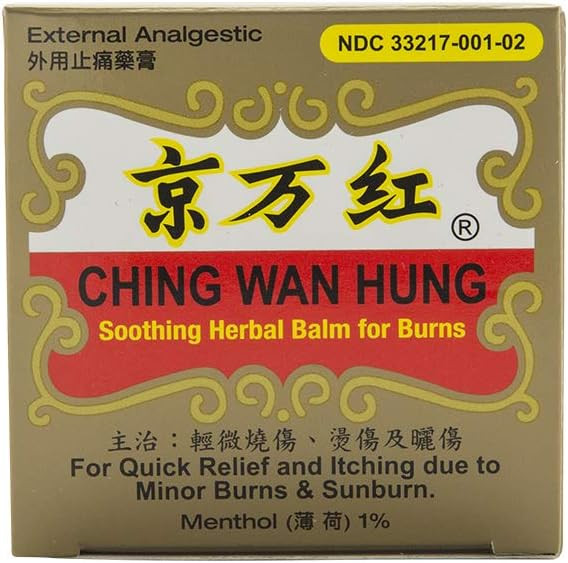 External Analgestic
外用止痛藥膏
NDC 33217-001-02
京万红®
CHING WAN HUNG
Soothing Herbal Balm for Burns
主治：輕微燒傷、燙傷及曬傷
For Quick Relief and Itching due to
Minor Burns & Sunburn.
Menthol (薄荷) 1%